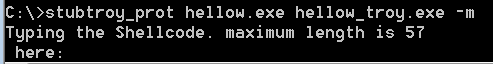 C:\>stubtroy_prot hellow.exe hellow_troy.exe -m
Typing the Shellcode. maximum length is 57
 here: